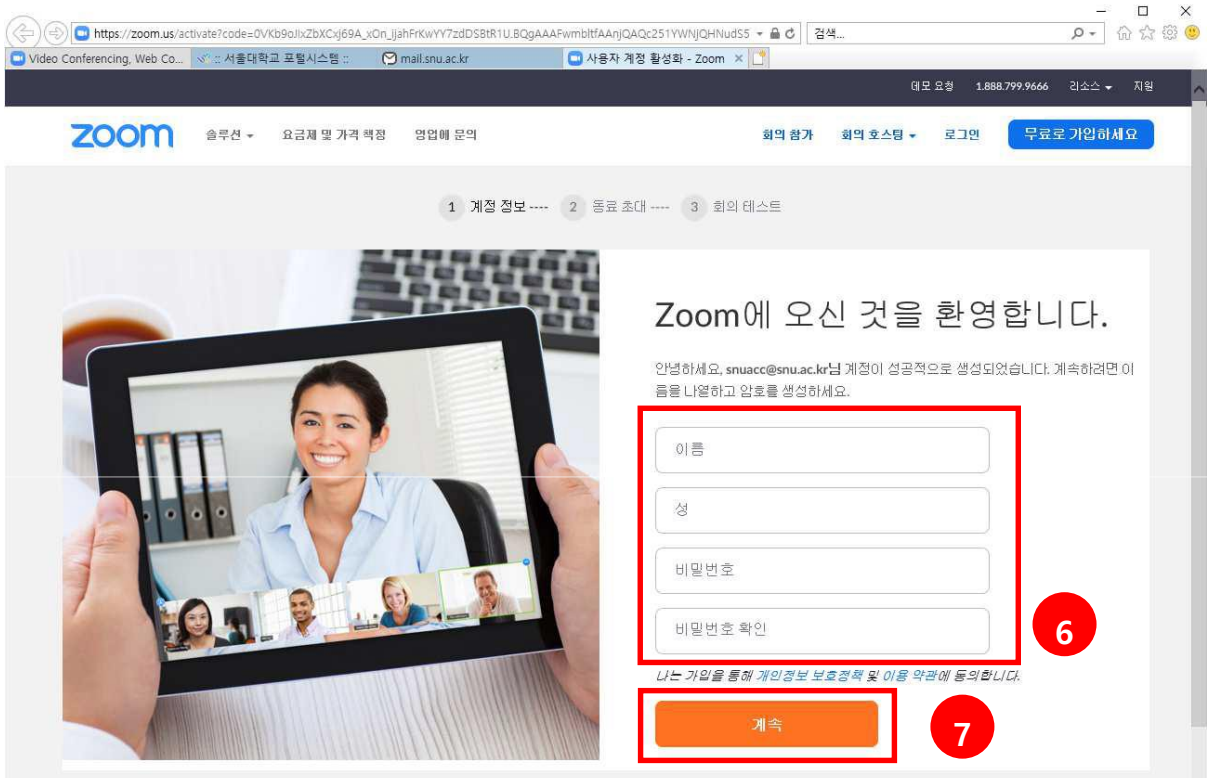 검색...
Video Conferencing, Web Co...
:: 서울대학교 포털시스템 ::
mail.snu.ac.kr
사용자 계정 활성화 - Zoom
데모 요청 1.888.799.9666 리소스 지원
zoom 솔루션 요금제 및 가격 책정 영업에 문의 회의 참가 회의 호스팅 로그인 무료로 가입하세요
1 계정 정보 ---- 2 동료 초대 ---- 3 회의 테스트
Zoom에 오신 것을 환영합니다.
안녕하세요, snuacc@snu.ac.kr님 계정이 성공적으로 생성되었습니다. 계속하려면 이
름을 나열하고 암호를 생성하세요.
이름
성
비밀번호
비밀번호 확인
6
나는 가입을 통해 개인정보 보호정책 및 이용 약관에 동의합니다.
계속
7